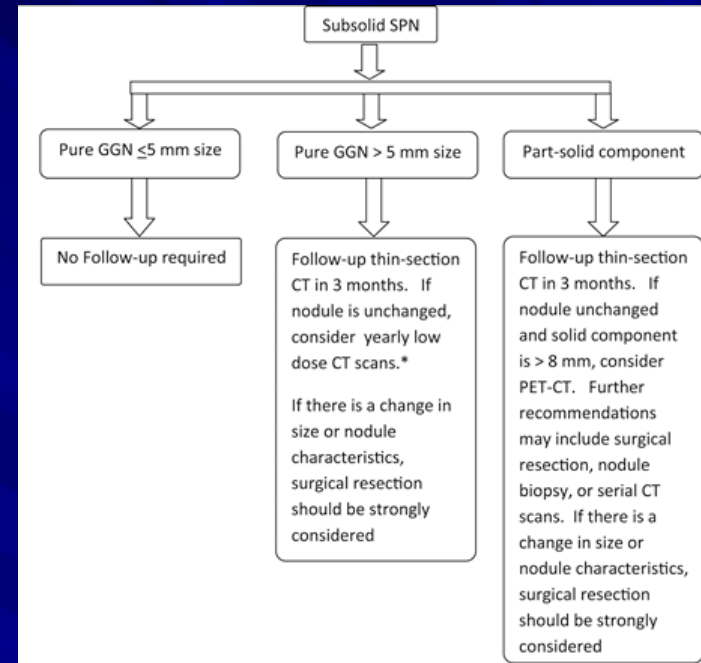 Subsolid SPN
Pure GGN ≤5 mm size
Pure GGN > 5 mm size
Part-solid component
No Follow-up required
Follow-up thin-section
CT in 3 months. If
nodule is unchanged,
consider yearly low
dose CT scans.*
If there is a change in
size or nodule
characteristics,
surgical resection
should be strongly
considered
Follow-up thin-section
CT in 3 months. If
nodule unchanged
and solid component
is > 8 mm, consider
PET-CT. Further
recommendations
may include surgical
resection, nodule
biopsy, or serial CT
scans. If there is a
change in size or
nodule characteristics,
surgical resection
should be strongly
considered